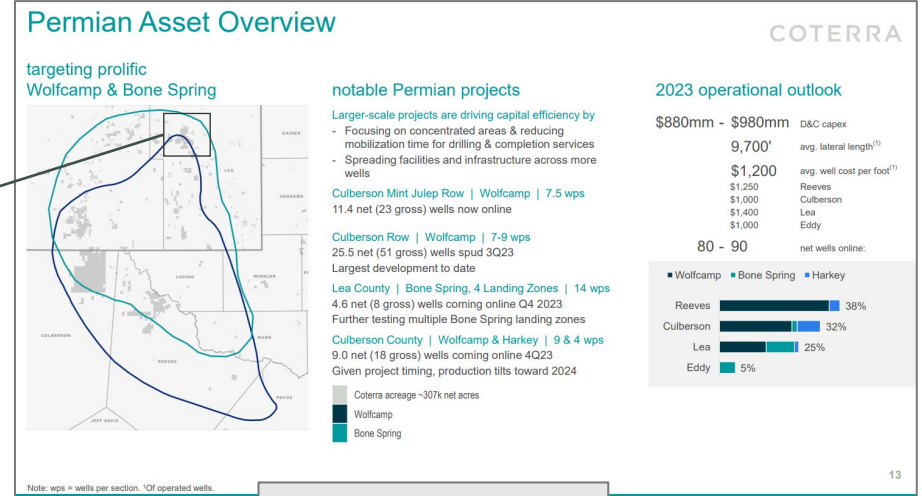 Permian Asset Overview
COTERRA
targeting prolific
Wolfcamp & Bone Spring
GAINES
LEA
ANDREWS
LOVING
WINKLER
CULBERSON
WARD
REEVES
PECOS
JEFF DAVIS
notable Permian projects
Larger-scale projects are driving capital efficiency by
- Focusing on concentrated areas & reducing
mobilization time for drilling & completion services
- Spreading facilities and infrastructure across more
wells
Culberson Mint Julep Row | Wolfcamp | 7.5 wps
11.4 net (23 gross) wells now online
Culberson Row | Wolfcamp | 7-9 wps
25.5 net (51 gross) wells spud 3Q23
Largest development to date
Lea County | Bone Spring, 4 Landing Zones | 14 wps
4.6 net (8 gross) wells coming online Q4 2023
Further testing multiple Bone Spring landing zones
Culberson County | Wolfcamp & Harkey | 9 & 4 wps
9.0 net (18 gross) wells coming online 4Q23
Given project timing, production tilts toward 2024
Coterra acreage ~307k net acres
Wolfcamp
Bone Spring
2023 operational outlook
$880mm - $980mm D&C capex
9,700' avg. lateral length(1)
$1,200 avg. well cost per foot(1)
$1,250 Reeves
$1,000 Culberson
$1,400 Lea
$1,000 Eddy
80 - 90 net wells online:
Wolfcamp Bone Spring Harkey
Reeves 38%
Culberson 32%
Lea 25%
Eddy 5%
Note: wps = wells per section. ¹Of operated wells.
13